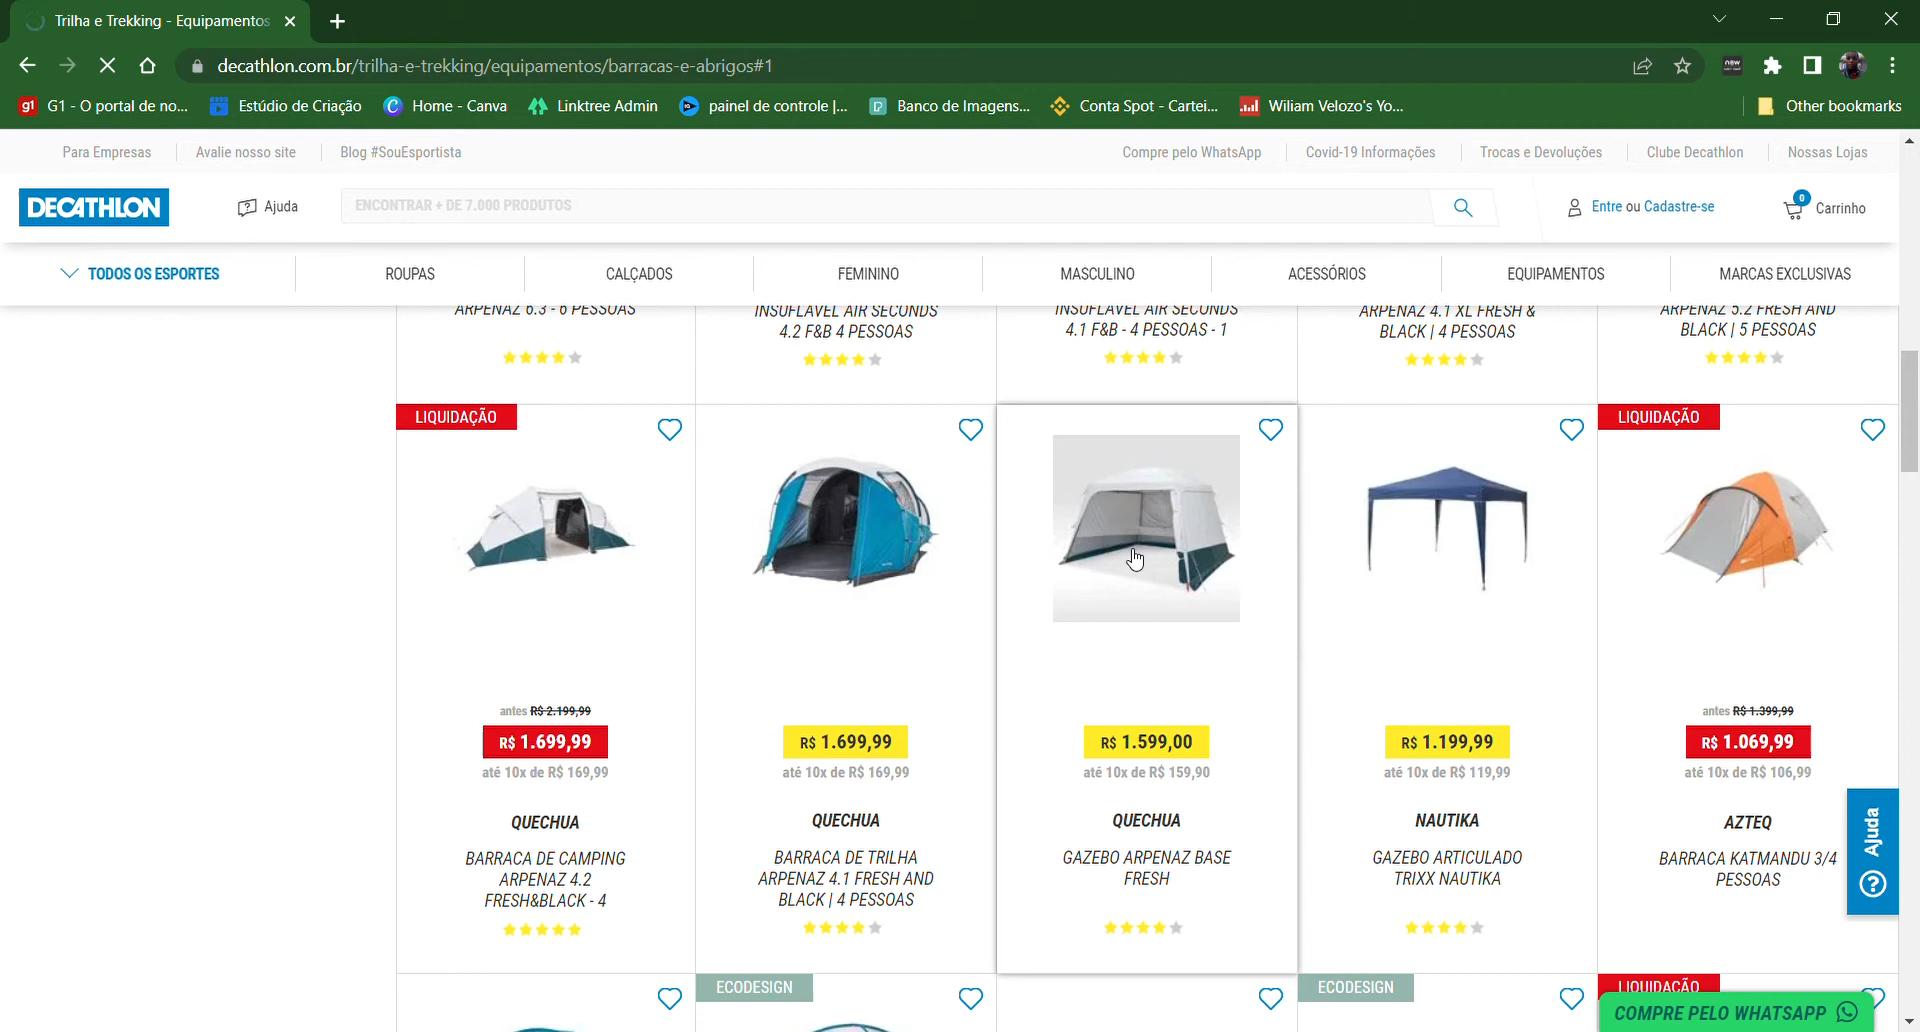 Trilha e Trekking - Equipamentos
decathlon.com.br/trilha-e-trekking/equipamentos/barracas-e-abrigos#1
G1 - O portal de no...
Estúdio de Criação
Home - Canva
Linktree Admin
painel de controle |...
Banco de Imagens...
Conta Spot - Cartei...
Wiliam Velozo's Yo...
Other bookmarks
Para Empresas
Avalie nosso site
Blog #SouEsportista
Compre pelo WhatsApp
Covid-19 Informações
Trocas e Devoluções
Clube Decathlon
Nossas Lojas
DECATHLON
Ajuda
ENCONTRAR + DE 7.000 PRODUTOS
Entre ou Cadastre-se
0
Carrinho
TODOS OS ESPORTES
ROUPAS
CALÇADOS
FEMININO
MASCULINO
ACESSÓRIOS
EQUIPAMENTOS
MARCAS EXCLUSIVAS
ARPENAZ 6.3 - 6 PESSOAS
INSUFLÁVEL AIR SECONDS
4.2 F&B 4 PESSOAS
INSUFLÁVEL AIR SECONDS
4.1 F&B - 4 PESSOAS - 1
ARPENAZ 4.1 XL FRESH &
BLACK | 4 PESSOAS
ARPENAZ 5.2 FRESH AND
BLACK | 5 PESSOAS
LIQUIDAÇÃO
antes R$ 2.199,99
R$ 1.699,99
até 10x de R$ 169,99
QUECHUA
BARRACA DE CAMPING
ARPENAZ 4.2
FRESH&BLACK - 4
R$ 1.699,99
até 10x de R$ 169,99
QUECHUA
BARRACA DE TRILHA
ARPENAZ 4.1 FRESH AND
BLACK | 4 PESSOAS
R$ 1.599,00
até 10x de R$ 159,90
QUECHUA
GAZEBO ARPENAZ BASE
FRESH
R$ 1.199,99
até 10x de R$ 119,99
NAUTIKA
GAZEBO ARTICULADO
TRIXX NAUTIKA
LIQUIDAÇÃO
antes R$ 1.399,99
R$ 1.069,99
até 10x de R$ 106,99
AZTEQ
BARRACA KATMANDU 3/4
PESSOAS
Ajuda
ECODESIGN
ECODESIGN
LIQUIDAÇÃO
COMPRE PELO WHATSAPP